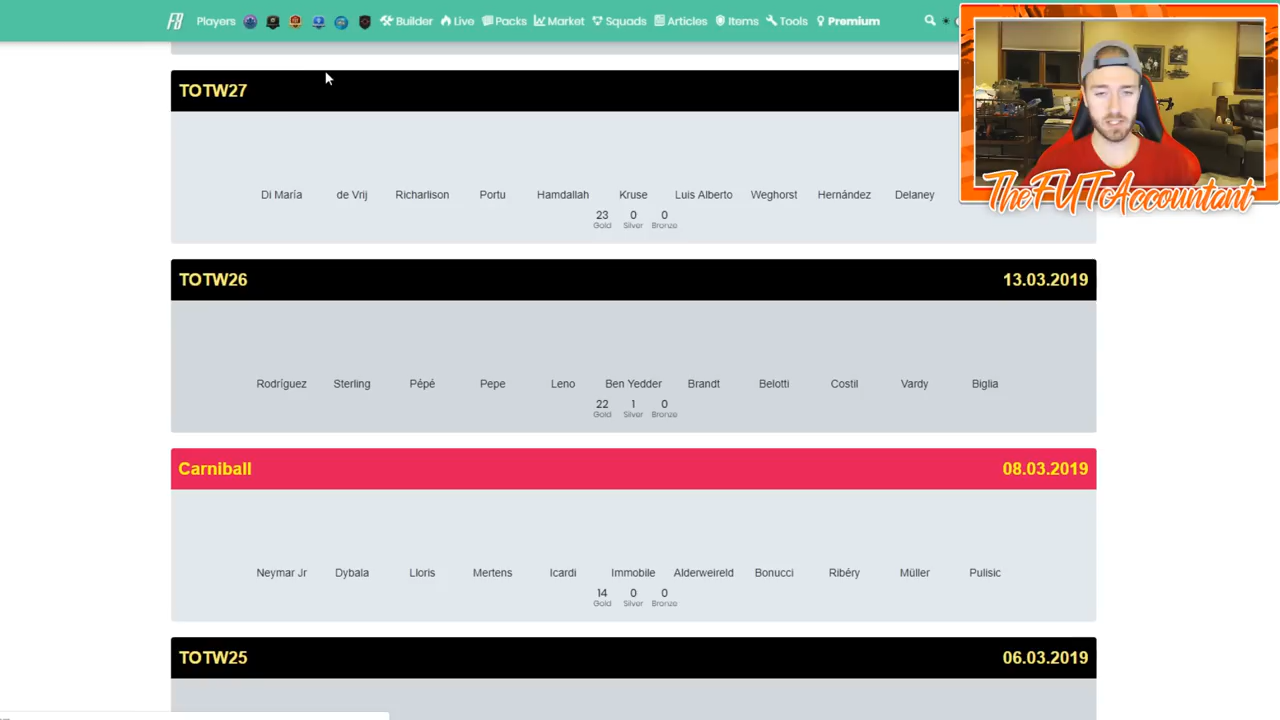 F8 Players Builder Live Packs Market Squads Articles Items Tools Premium
TheFUTAccountant
TOTW27
Di María de Vrij Richarlison Portu Hamdallah Kruse Luis Alberto Weghorst Hernández Delaney
23 0 0
Gold Silver Bronze
TOTW26 13.03.2019
Rodríguez Sterling Pépé Pepe Leno Ben Yedder Brandt Belotti Costil Vardy Biglia
22 1 0
Gold Silver Bronze
Carniball 08.03.2019
Neymar Jr Dybala Lloris Mertens Icardi Immobile Alderweireld Bonucci Ribéry Müller Pulisic
14 0 0
Gold Silver Bronze
TOTW25 06.03.2019